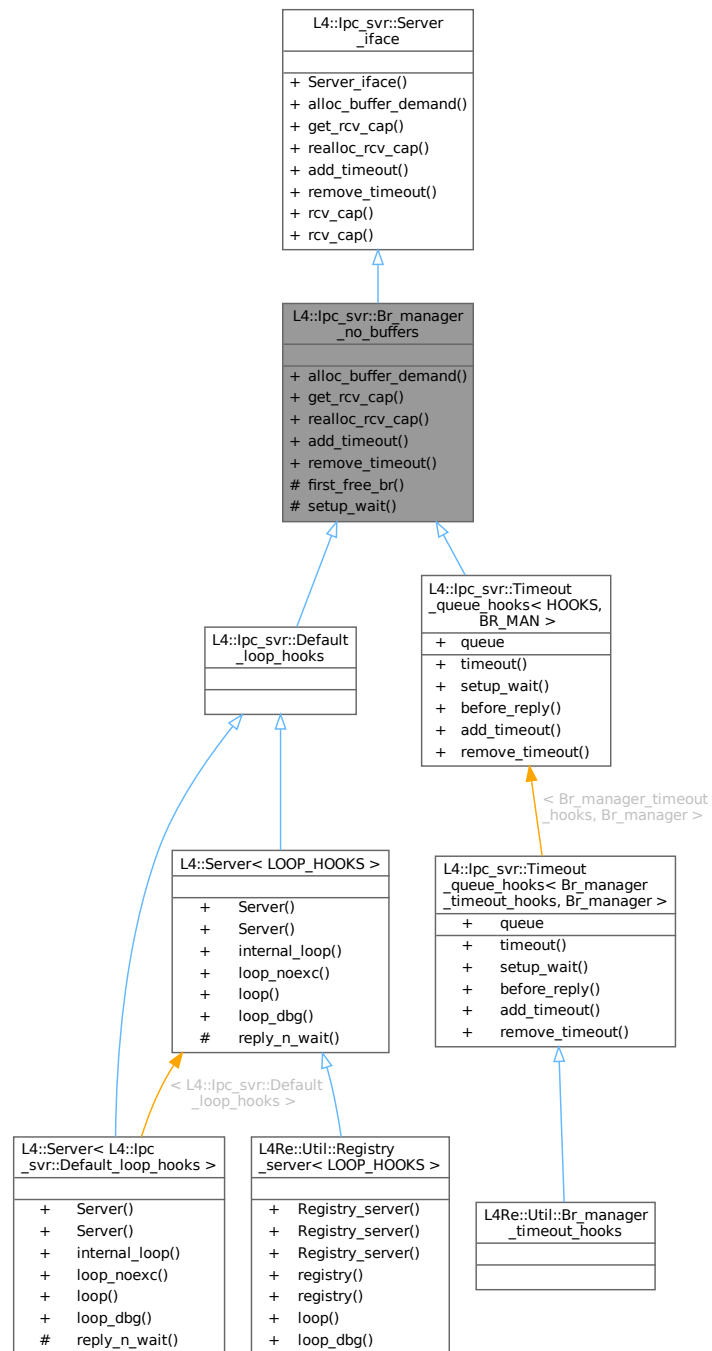 L4::Ipc_svr::Server
_iface
+ Server_iface()
+ alloc_buffer_demand()
+ get_rcv_cap()
+ realloc_rcv_cap()
+ add_timeout()
+ remove_timeout()
+ rcv_cap()
+ rcv_cap()
L4::Ipc_svr::Br_manager
_no_buffers
+ alloc_buffer_demand()
+ get_rcv_cap()
+ realloc_rcv_cap()
+ add_timeout()
+ remove_timeout()
# first_free_br()
# setup_wait()
L4::Ipc_svr::Default
_loop_hooks
L4::Ipc_svr::Timeout
_queue_hooks< HOOKS,
BR_MAN >
+ queue
+ timeout()
+ setup_wait()
+ before_reply()
+ add_timeout()
+ remove_timeout()
< Br_manager_timeout
_hooks, Br_manager >
L4::Server< LOOP_HOOKS >
+ Server()
+ Server()
+ internal_loop()
+ loop_noexc()
+ loop()
+ loop_dbg()
# reply_n_wait()
L4::Ipc_svr::Timeout
_queue_hooks< Br_manager
_timeout_hooks, Br_manager >
+ queue
+ timeout()
+ setup_wait()
+ before_reply()
+ add_timeout()
+ remove_timeout()
< L4::Ipc_svr::Default
_loop_hooks >
L4::Server< L4::Ipc
_svr::Default_loop_hooks >
+ Server()
+ Server()
+ internal_loop()
+ loop_noexc()
+ loop()
+ loop_dbg()
# reply_n_wait()
L4Re::Util::Registry
_server< LOOP_HOOKS >
+ Registry_server()
+ Registry_server()
+ Registry_server()
+ registry()
+ registry()
+ loop()
+ loop_dbg()
L4Re::Util::Br_manager
_timeout_hooks